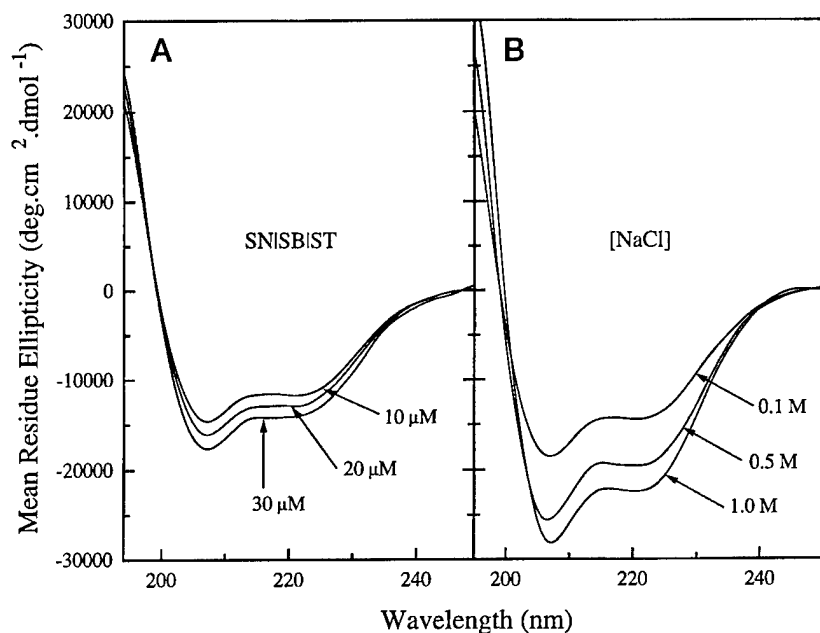 30000
20000
10000
0
-10000
-20000
-30000
Mean Residue Ellipticity (deg.cm 2 .dmol -1)
A
SN|SB|ST
10 µM
20 µM
30 µM
200
220
240
B
[NaCl]
0.1 M
0.5 M
1.0 M
200
220
240
Wavelength (nm)